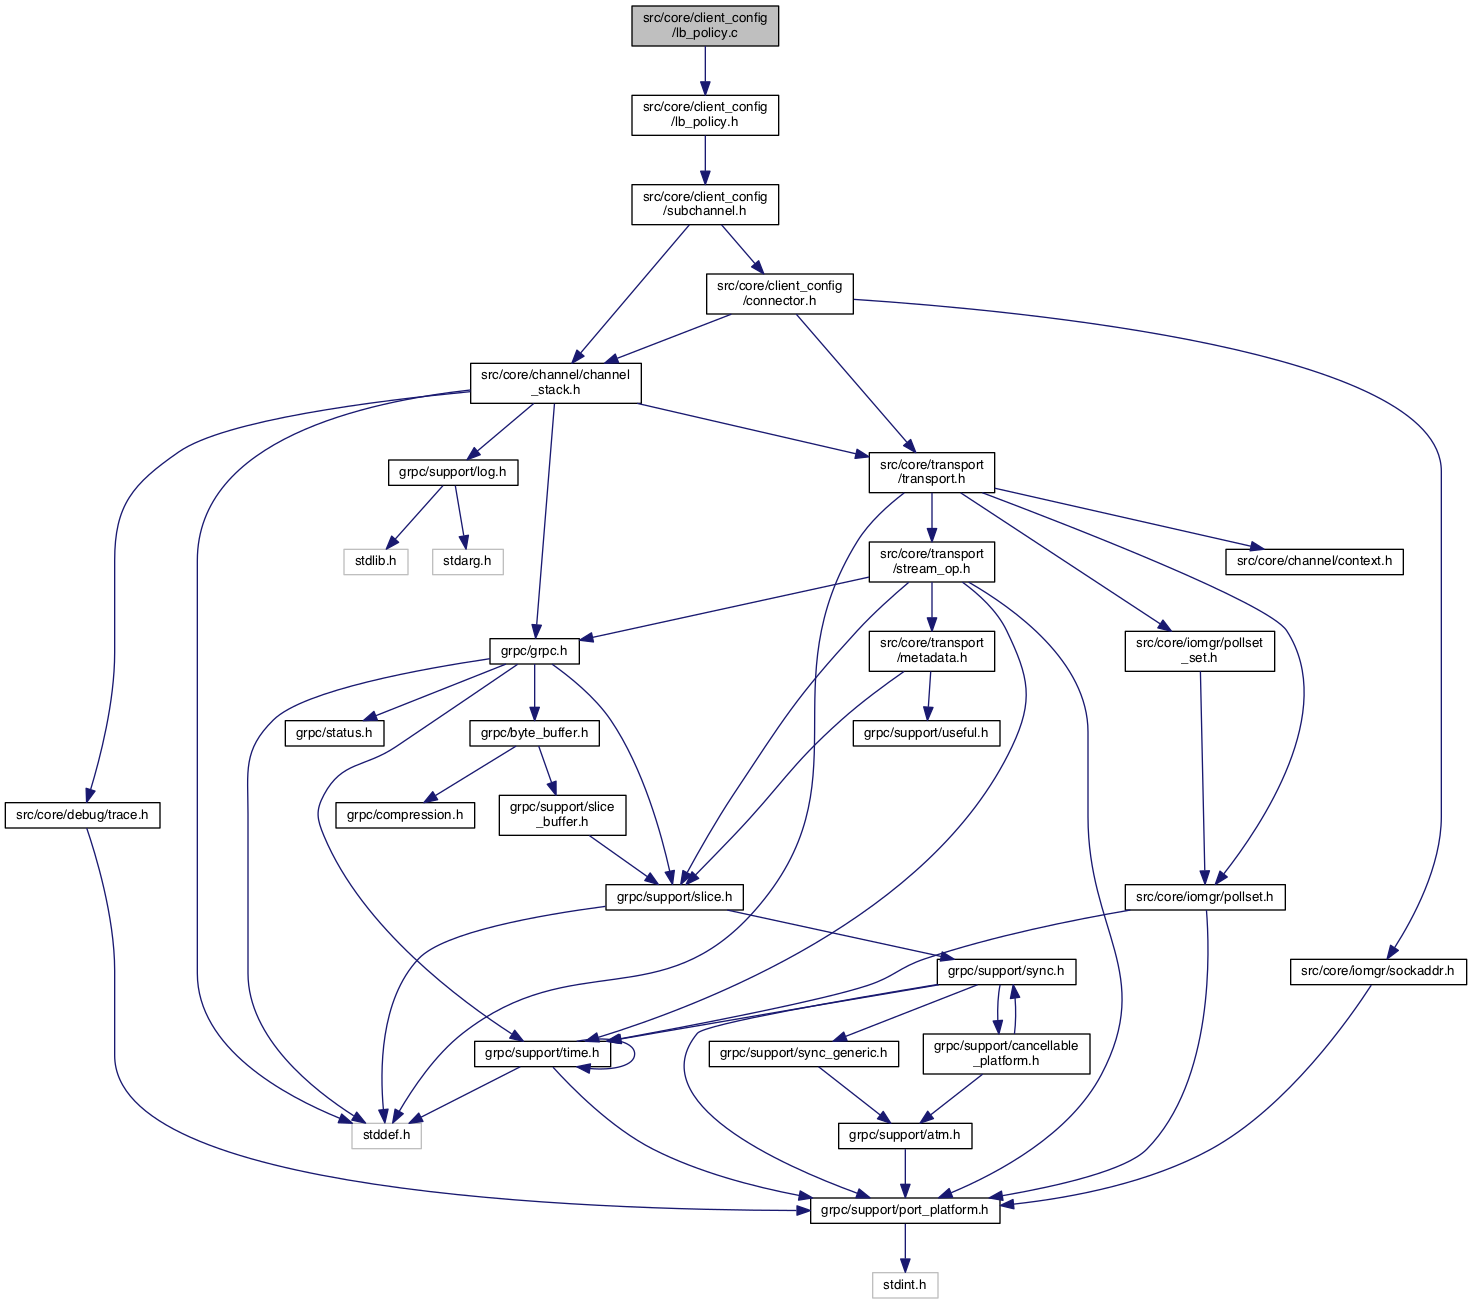 src/core/client_config
/lb_policy.c
src/core/client_config
/lb_policy.h
src/core/client_config
/subchannel.h
src/core/client_config
/connector.h
src/core/channel/channel
_stack.h
grpc/support/log.h
src/core/transport
/transport.h
stdlib.h
stdarg.h
src/core/transport
/stream_op.h
src/core/channel/context.h
grpc/grpc.h
src/core/transport
/metadata.h
src/core/iomgr/pollset
_set.h
grpc/status.h
grpc/byte_buffer.h
grpc/support/useful.h
src/core/debug/trace.h
grpc/compression.h
grpc/support/slice
_buffer.h
grpc/support/slice.h
src/core/iomgr/pollset.h
grpc/support/sync.h
src/core/iomgr/sockaddr.h
grpc/support/time.h
grpc/support/sync_generic.h
grpc/support/cancellable
_platform.h
stddef.h
grpc/support/atm.h
grpc/support/port_platform.h
stdint.h